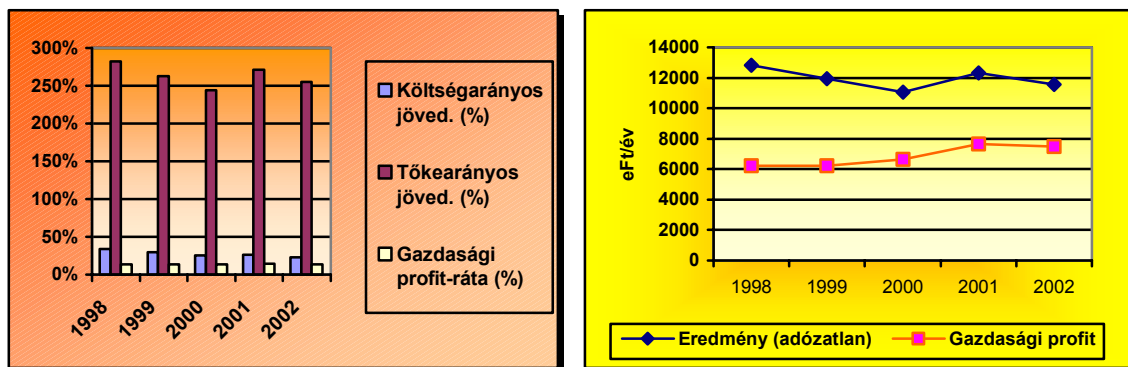 300%
250%
200%
150%
100%
50%
0%
1998
1999
2000
2001
2002
Költségarányos
jöved. (%)
Tőkearányos
jöved. (%)
Gazdasági
profit-ráta (%)
eFt/év
14000
12000
10000
8000
6000
4000
2000
0
1998
1999
2000
2001
2002
Eredmény (adózatlan)
Gazdasági profit